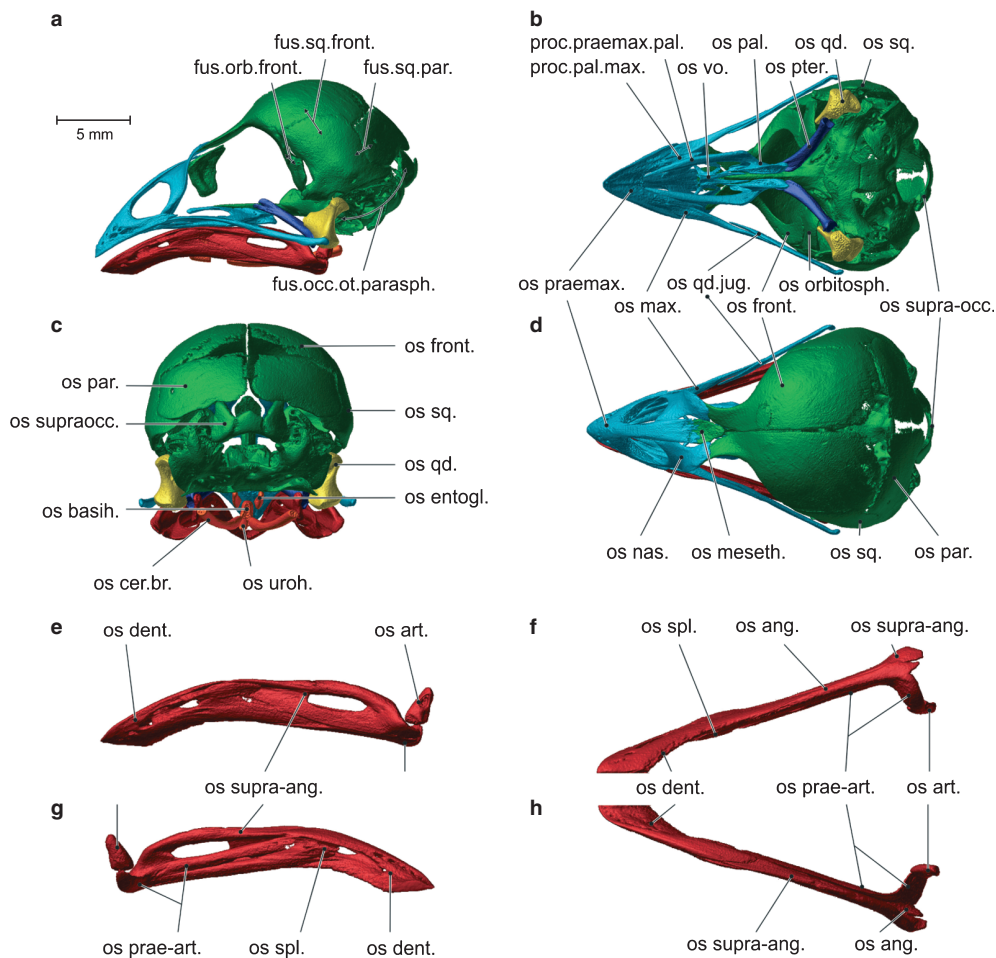 a
fus.sq.front.
fus.orb.front.
fus.sq.par.
5 mm
fus.occ.ot.parasph.
b
proc.praemax.pal.
os pal.
os qd.
os sq.
proc.pal.max.
os vo.
os pter.
os praemax.
os max.
os qd.jug.
os front.
os orbitosph.
os supra-occ.
c
os front.
os par.
os sq.
os supraocc.
os qd.
os entogl.
os basih.
os cer.br.
os uroh.
d
os nas.
os meseth.
os sq.
os par.
e
os dent.
os art.
os supra-ang.
f
os spl.
os ang.
os supra-ang.
os dent.
os prae-art.
os art.
g
os prae-art.
os spl.
os dent.
h
os supra-ang.
os ang.